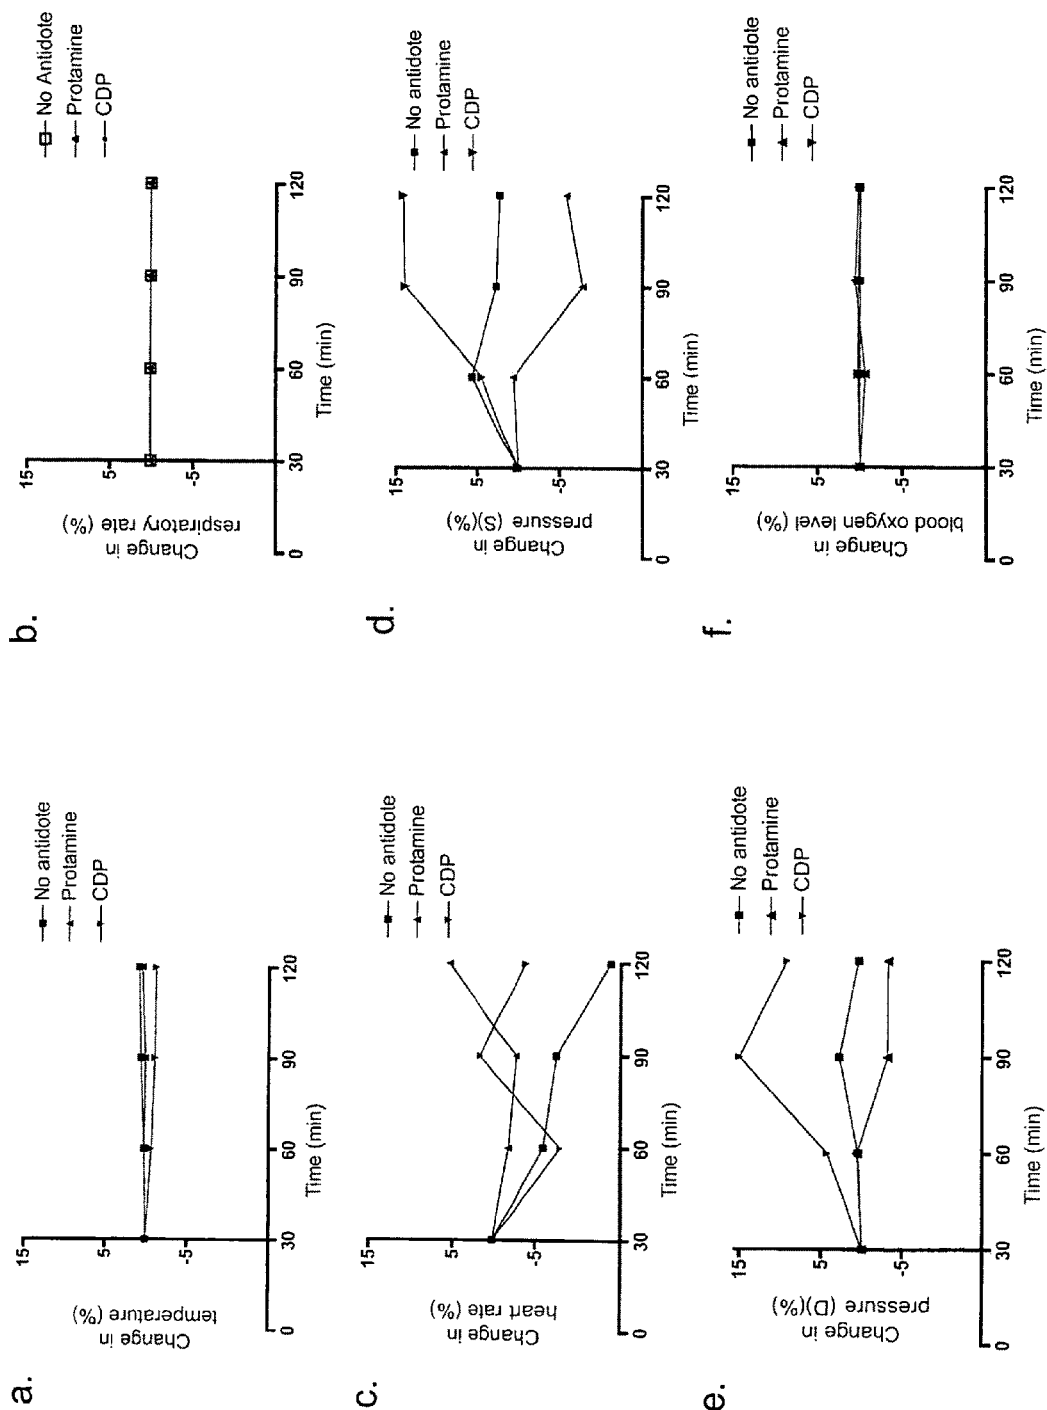 a.
Change in
temperature (%)
15
5
-5
0
30
60
90
120
Time (min)
No antidote
Protamine
CDP
b.
Change in
respiratory rate (%)
15
5
-5
0
30
60
90
120
Time (min)
No Antidote
Protamine
CDP
c.
Change in
heart rate (%)
15
5
-5
0
30
60
90
120
Time (min)
No antidote
Protamine
CDP
d.
Change in
pressure (S)(%)
15
5
-5
0
30
60
90
120
Time (min)
No antidote
Protamine
CDP
e.
Change in
pressure (D)(%)
15
5
-5
0
30
60
90
120
Time (min)
No antidote
Protamine
CDP
f.
Change in
blood oxygen level (%)
15
5
-5
0
30
60
90
120
Time (min)
No antidote
Protamine
CDP